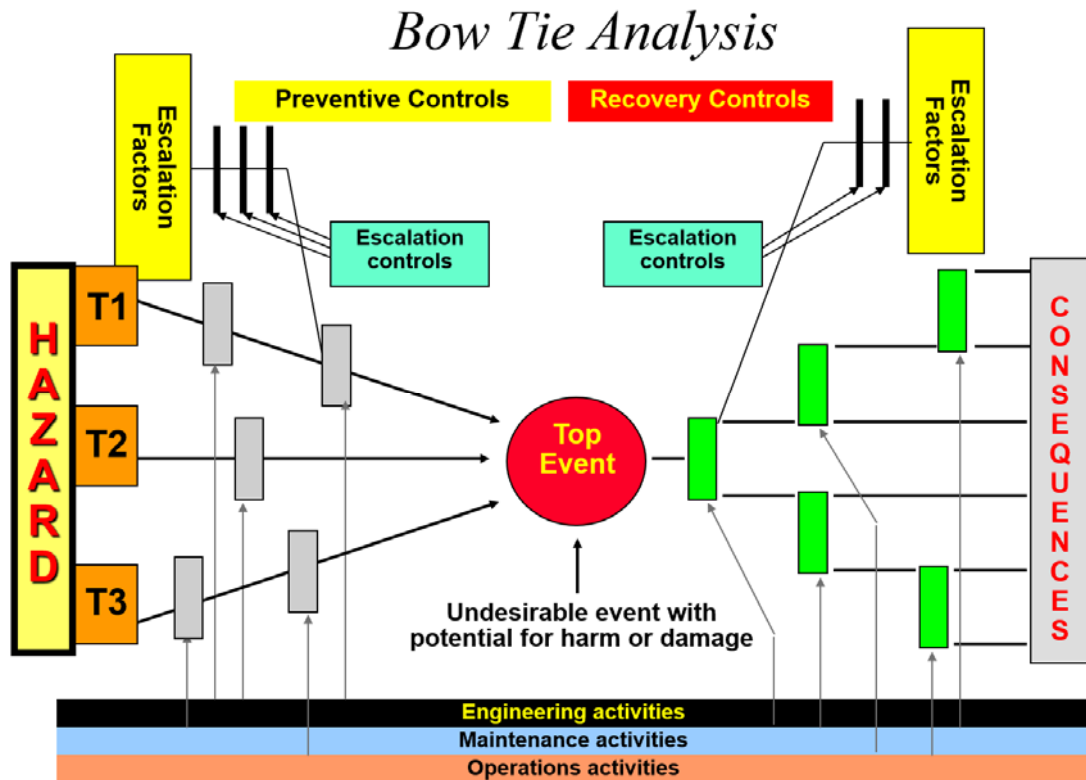 Bow Tie Analysis
Preventive Controls
Recovery Controls
Escalation
Factors
Escalation
Factors
Escalation
controls
Escalation
controls
HAZARD
T1
T2
T3
Top
Event
CONSEQUENCES
Undesirable event with
potential for harm or damage
Engineering activities
Maintenance activities
Operations activities